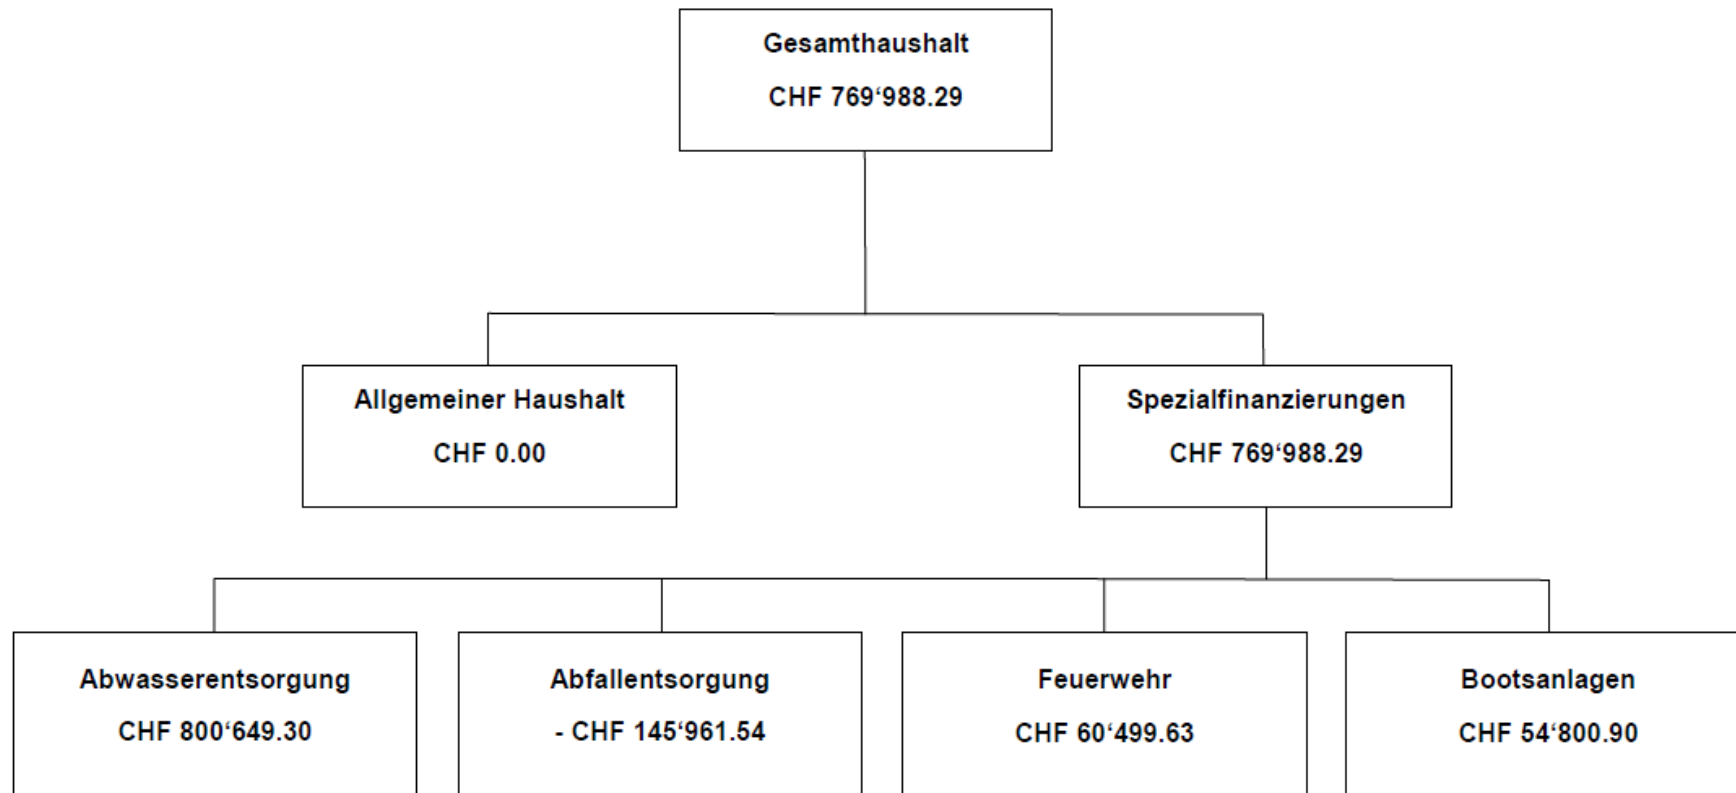 Gesamthaushalt
CHF 769‘988.29
Allgemeiner Haushalt
CHF 0.00
Spezialfinanzierungen
CHF 769‘988.29
Abwasserentsorgung
CHF 800‘649.30
Abfallentsorgung
- CHF 145‘961.54
Feuerwehr
CHF 60‘499.63
Bootsanlagen
CHF 54‘800.90